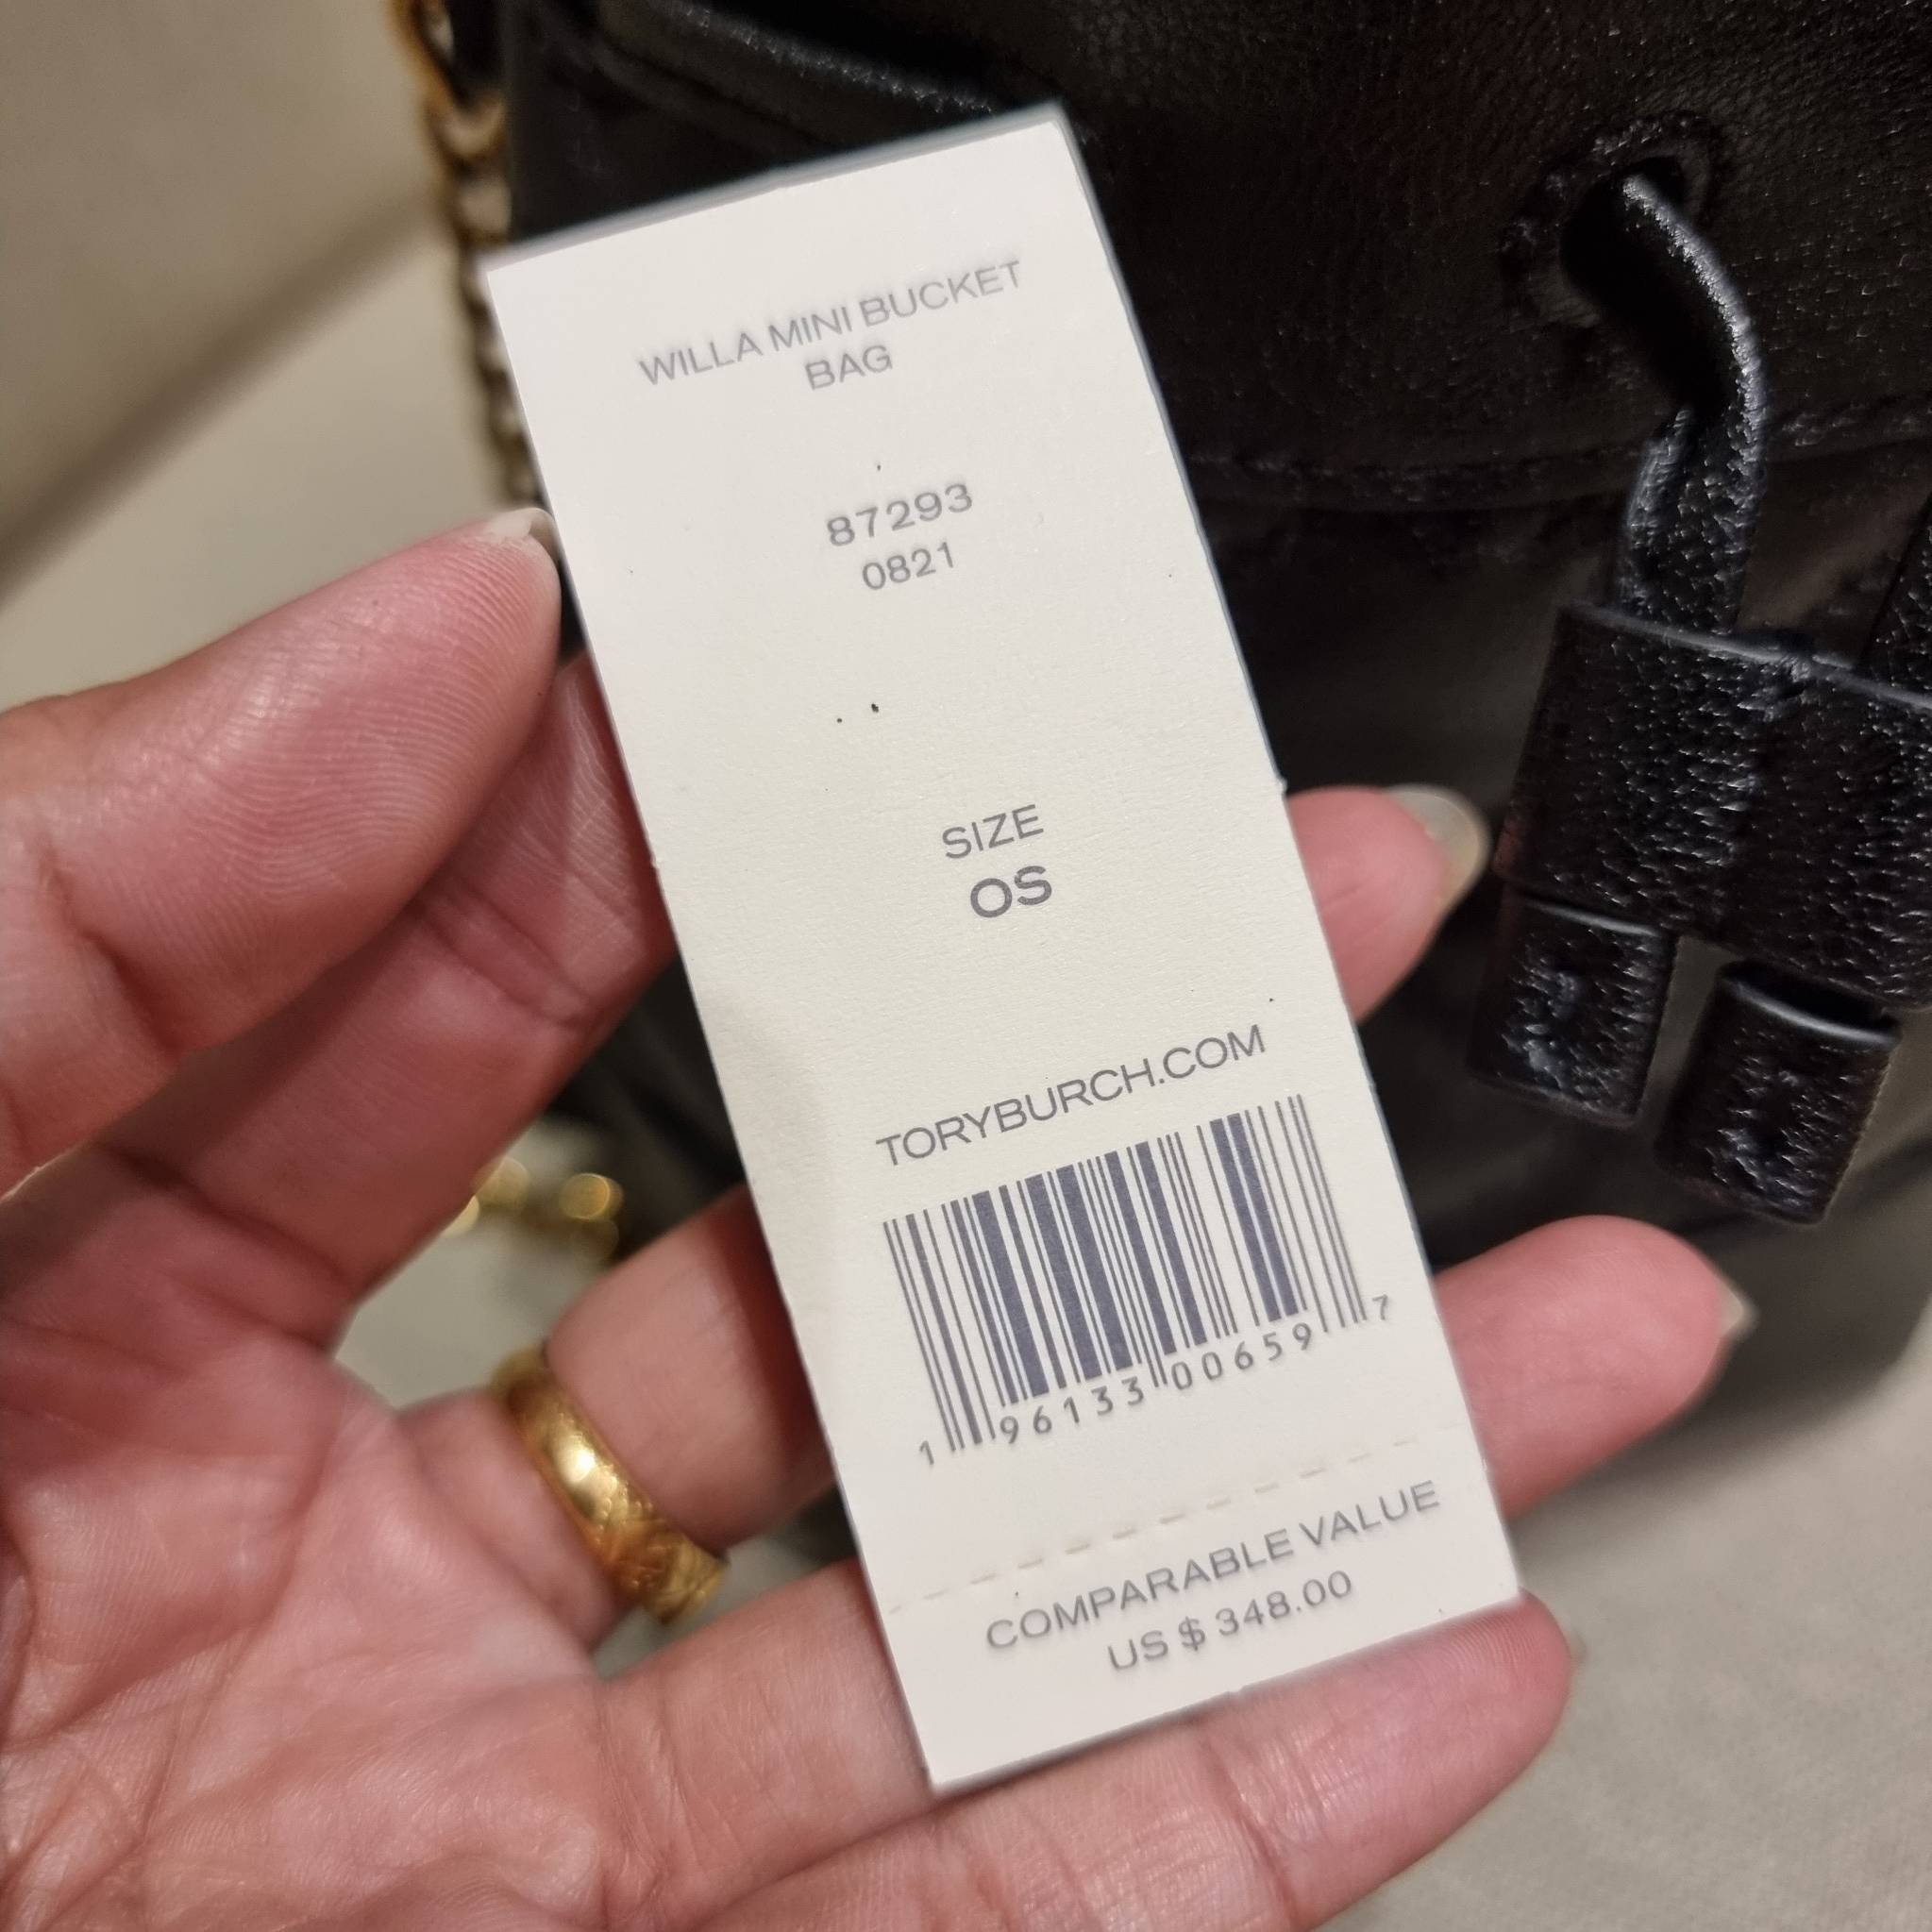 WILLA MINI BUCKET
BAG
87293
0821
SIZE
OS
TORYBURCH.COM
1 96133 00659 7
COMPARABLE VALUE
US $ 348.00